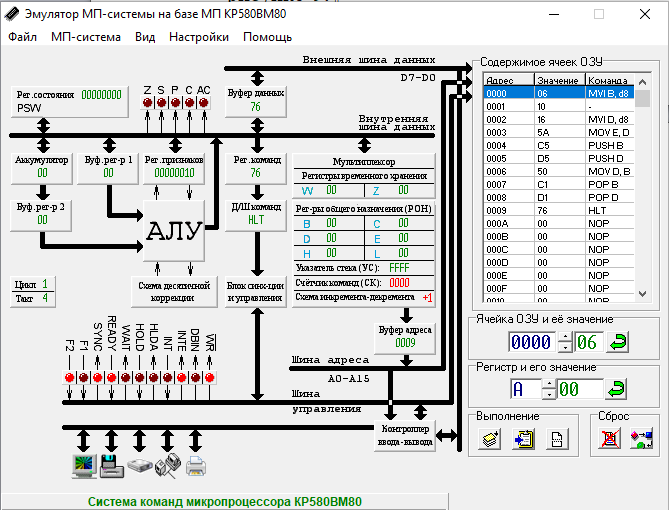 Эмулятор МП-системы на базе МП КР580ВМ80
Файл МП-система Вид Настройки Помощь
Внешняя шина данных
D7-D0
Z S P C AC
Рег.состояния 00000000
PSW
Буфер данных
76
Внутренняя
шина данных
Аккумулятор
00
Буф.рег-р 1
00
Рег.признаков
00000010
Рег.команд
76
Буф.рег-р 2
00
АЛУ
Д/Ш команд
HLT
Мультиплексор
Регистры временного хранения
W 00 Z 00
Рег-ры общего назначения (РОН)
B 00 C 00
D 00 E 00
H 00 L 00
Указатель стека (УС): FFFF
Счётчик команд (СК): 0000
Схема инкремента-декремента +1
Цикл 1
Такт 4
Схема десятичной
коррекции
Блок синх-ции
и управления
Буфер адреса
0009
F2 F1 SYNC READY WAIT HOLD HLDA INT INTE DBIN WR
Шина адреса
A0-A15
Шина
управления
Контроллер
ввода-вывода
Система команд микропроцессора КР580ВМ80
Содержимое ячеек ОЗУ
Адрес Значение Команда
0000 06 MVI B, d8
0001 10 -
0002 16 MVI D, d8
0003 5A MOV E, D
0004 C5 PUSH B
0005 D5 PUSH D
0006 50 MOV D, B
0007 C1 POP B
0008 D1 POP D
0009 76 HLT
000A 00 NOP
000B 00 NOP
000C 00 NOP
000D 00 NOP
000E 00 NOP
000F 00 NOP
0010 00 NOP
Ячейка ОЗУ и её значение
0000 06
Регистр и его значение
A 00
Выполнение
Сброс